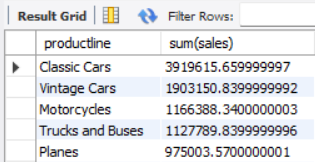 Result Grid Filter Rows:
productline sum(sales)
Classic Cars 3919615.659999997
Vintage Cars 1903150.8399999992
Motorcycles 1166388.3400000003
Trucks and Buses 1127789.8399999996
Planes 975003.5700000001